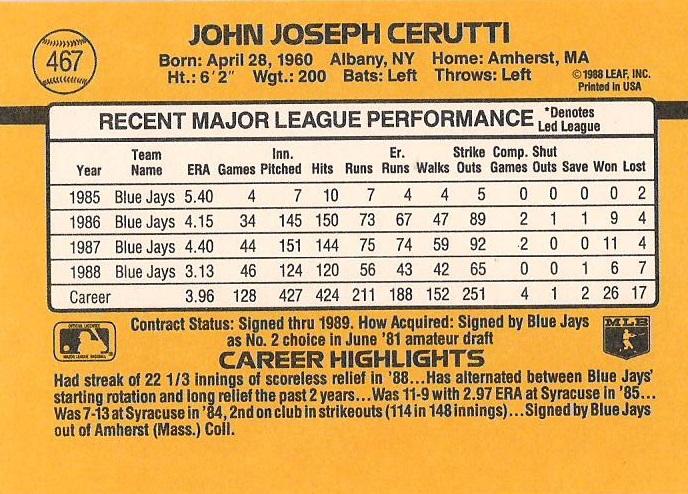 467
JOHN JOSEPH CERUTTI
Born: April 28, 1960 Albany, NY Home: Amherst, MA
Ht.: 6'2" Wgt.: 200 Bats: Left Throws: Left
© 1988 LEAF, INC.
Printed in USA
RECENT MAJOR LEAGUE PERFORMANCE *Denotes Led League
Year Team Name ERA Games Inn. Pitched Hits Runs Er. Runs Walks Strike Outs Comp. Games Shut Outs Save Won Lost
1985 Blue Jays 5.40 4 7 10 7 4 4 5 0 0 0 0 2
1986 Blue Jays 4.15 34 145 150 73 67 47 89 2 1 1 9 4
1987 Blue Jays 4.40 44 151 144 75 74 59 92 2 0 0 11 4
1988 Blue Jays 3.13 46 124 120 56 43 42 65 0 0 1 6 7
Career 3.96 128 427 424 211 188 152 251 4 1 2 26 17
OFFICIAL LICENSEE
MAJOR LEAGUE BASEBALL
Contract Status: Signed thru 1989. How Acquired: Signed by Blue Jays
as No. 2 choice in June '81 amateur draft
MLB
CAREER HIGHLIGHTS
Had streak of 22 1/3 innings of scoreless relief in '88...Has alternated between Blue Jays'
starting rotation and long relief the past 2 years...Was 11-9 with 2.97 ERA at Syracuse in '85...
Was 7-13 at Syracuse in '84, 2nd on club in strikeouts (114 in 148 innings)...Signed by Blue Jays
out of Amherst (Mass.) Coll.